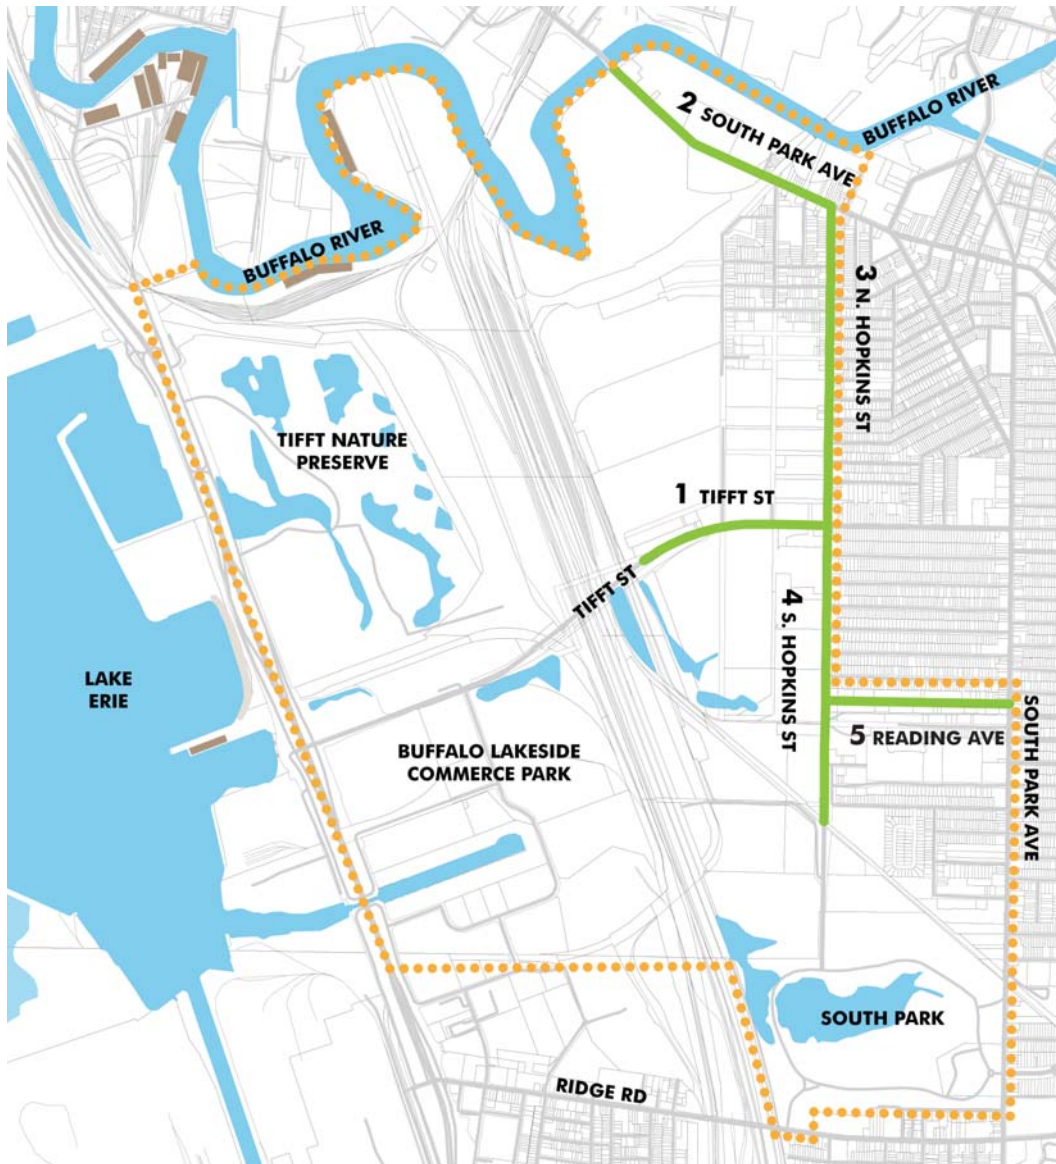 BUFFALO RIVER
2 SOUTH PARK AVE
BUFFALO RIVER
3 N. HOPKINS ST
TIFFT NATURE
PRESERVE
1 TIFFT ST
TIFFT ST
4 S. HOPKINS ST
LAKE
ERIE
SOUTH PARK AVE
5 READING AVE
BUFFALO LAKESIDE
COMMERCE PARK
SOUTH PARK
RIDGE RD